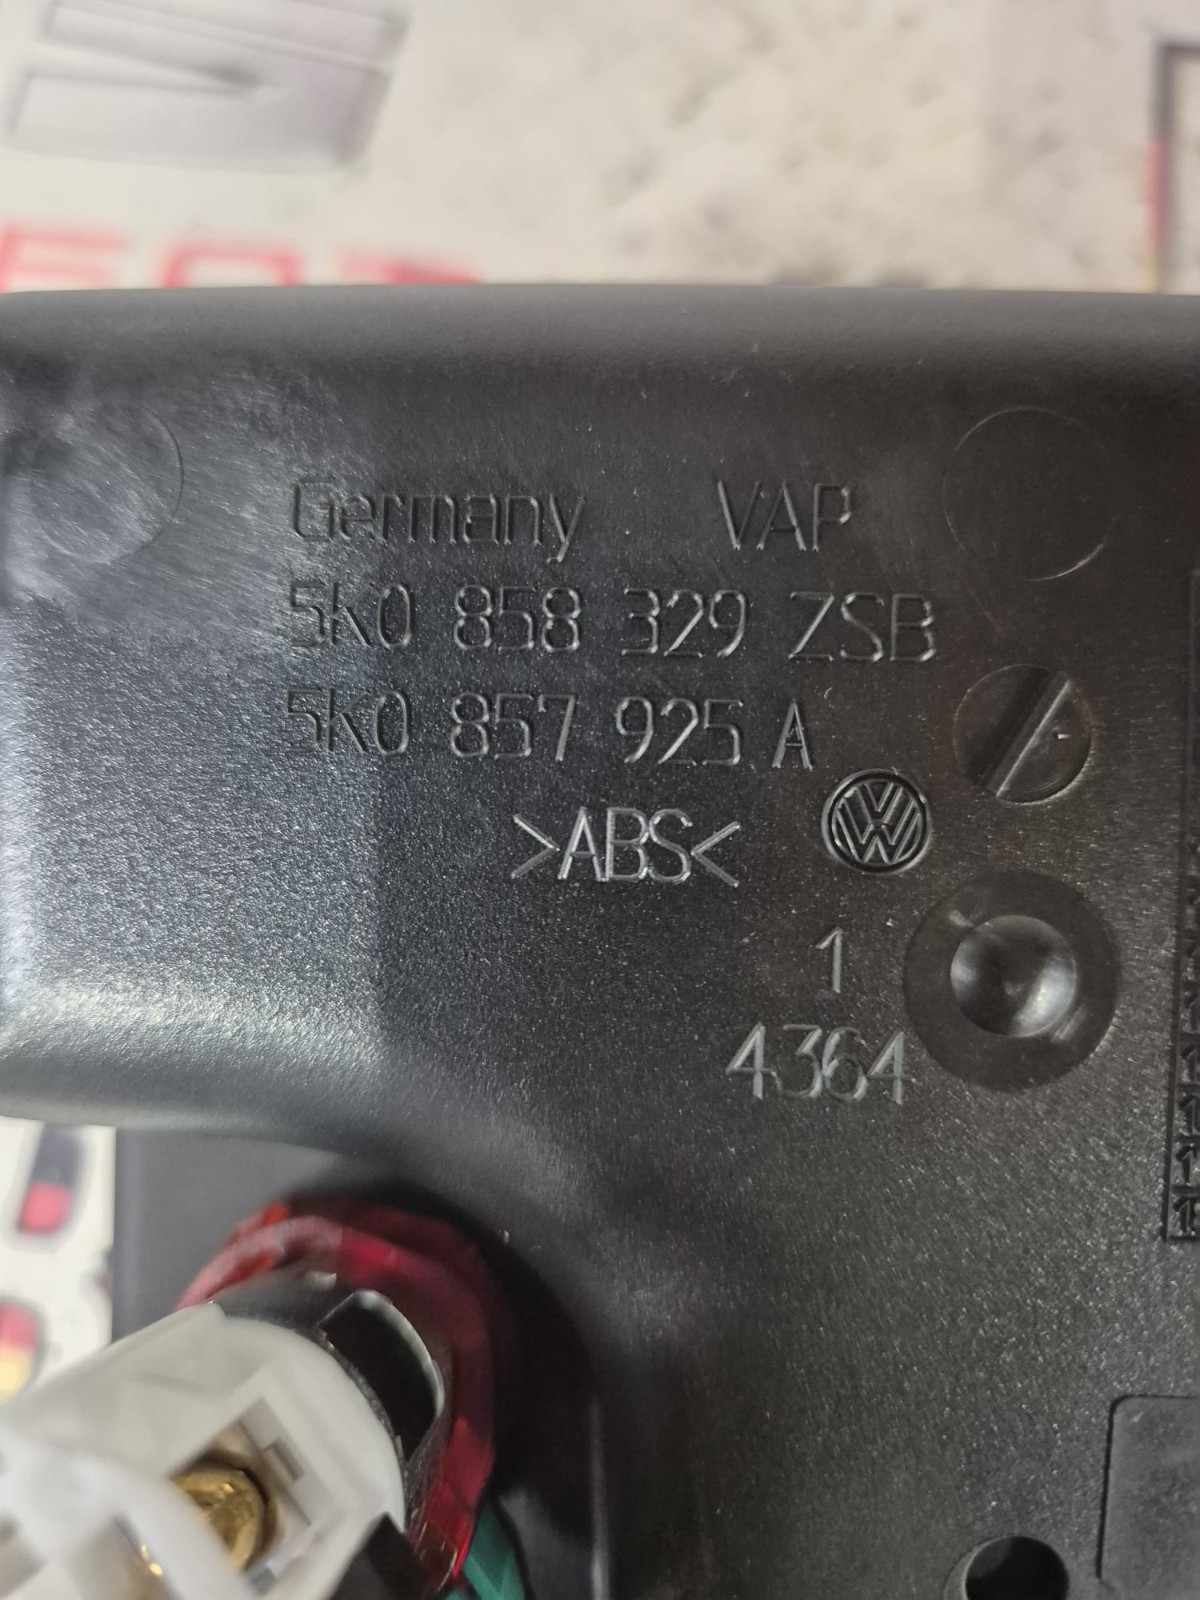 Germany VAP
5K0 858 329 ZSB
5K0 857 925 A
>ABS<
1
4364